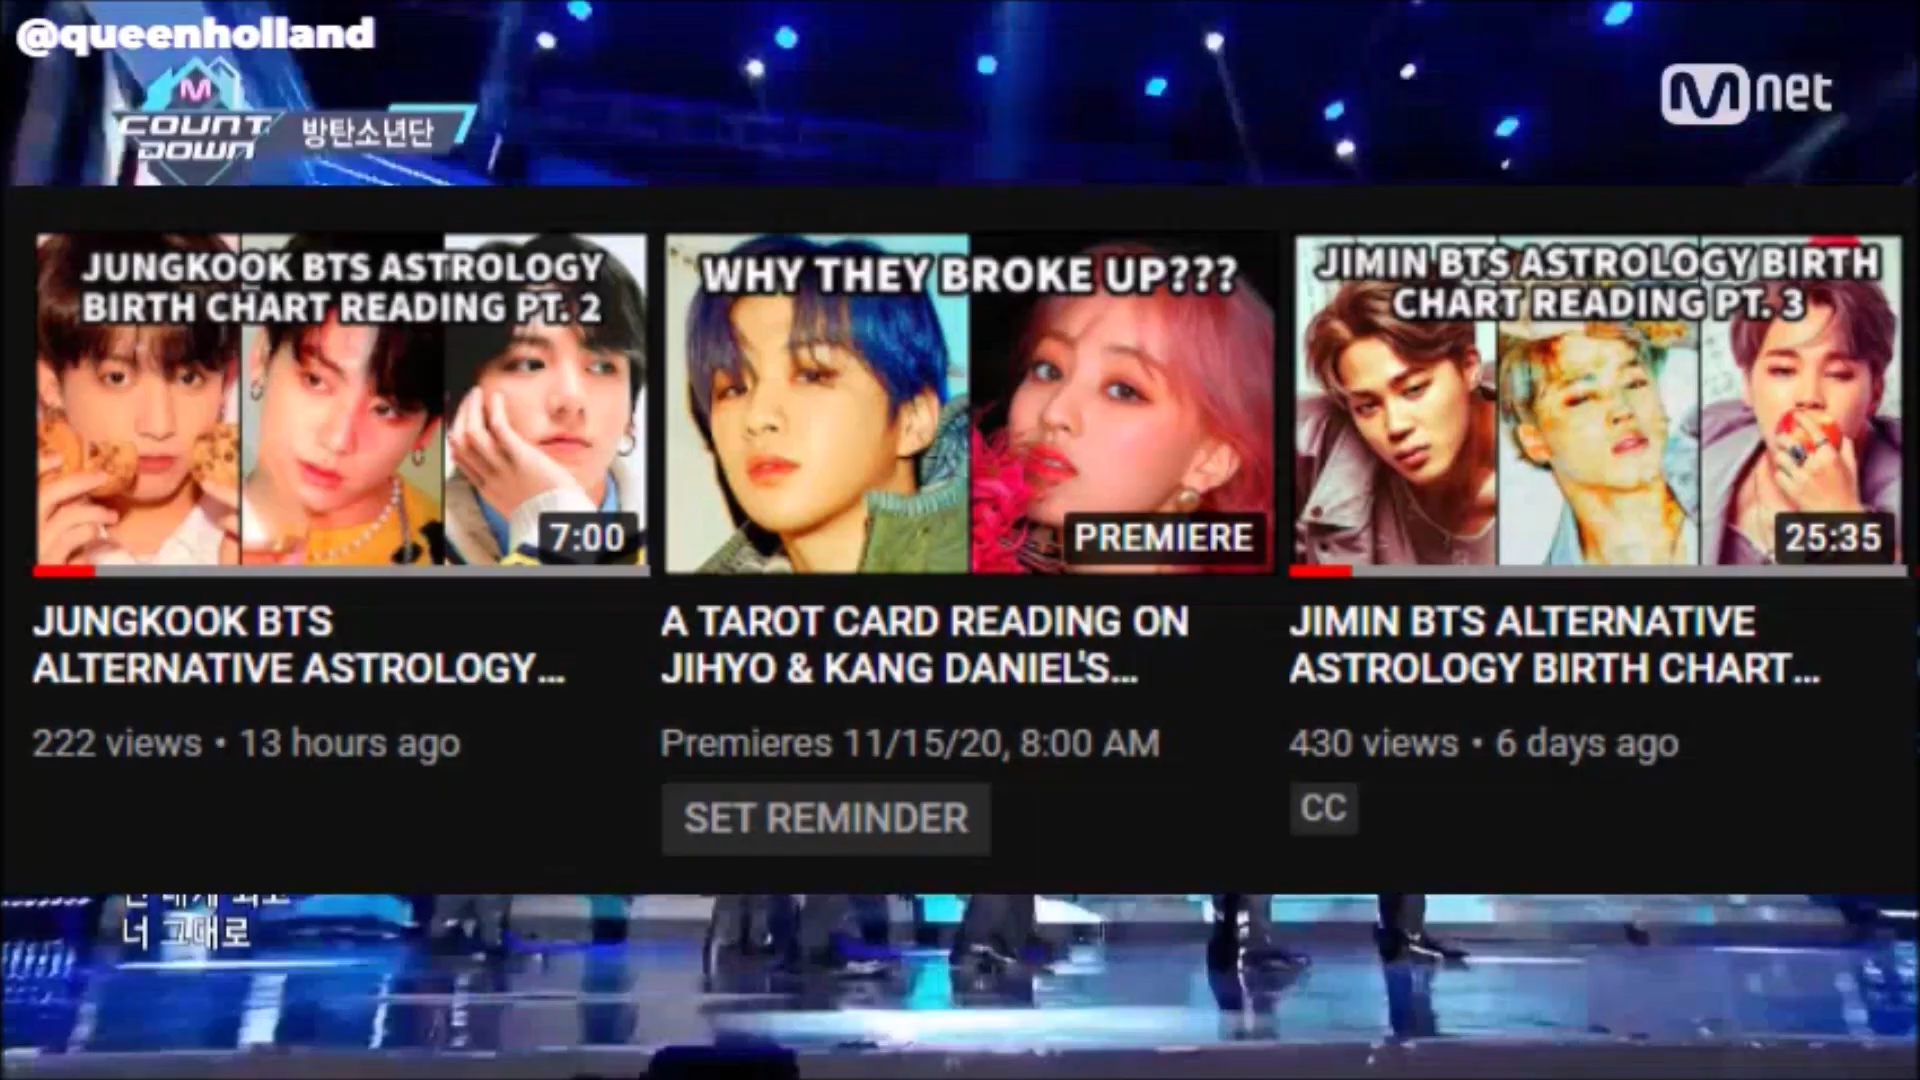 @queenholland
M
COUNT
DOWN
방탄소년단
Mnet
JUNGKOOK BTS ASTROLOGY
BIRTH CHART READING PT. 2
7:00
WHY THEY BROKE UP???
PREMIERE
JIMIN BTS ASTROLOGY BIRTH
CHART READING PT. 3
25:35
JUNGKOOK BTS
ALTERNATIVE ASTROLOGY...
222 views • 13 hours ago
A TAROT CARD READING ON
JIHYO & KANG DANIEL'S...
Premieres 11/15/20, 8:00 AM
SET REMINDER
JIMIN BTS ALTERNATIVE
ASTROLOGY BIRTH CHART...
430 views • 6 days ago
CC
너 그대로